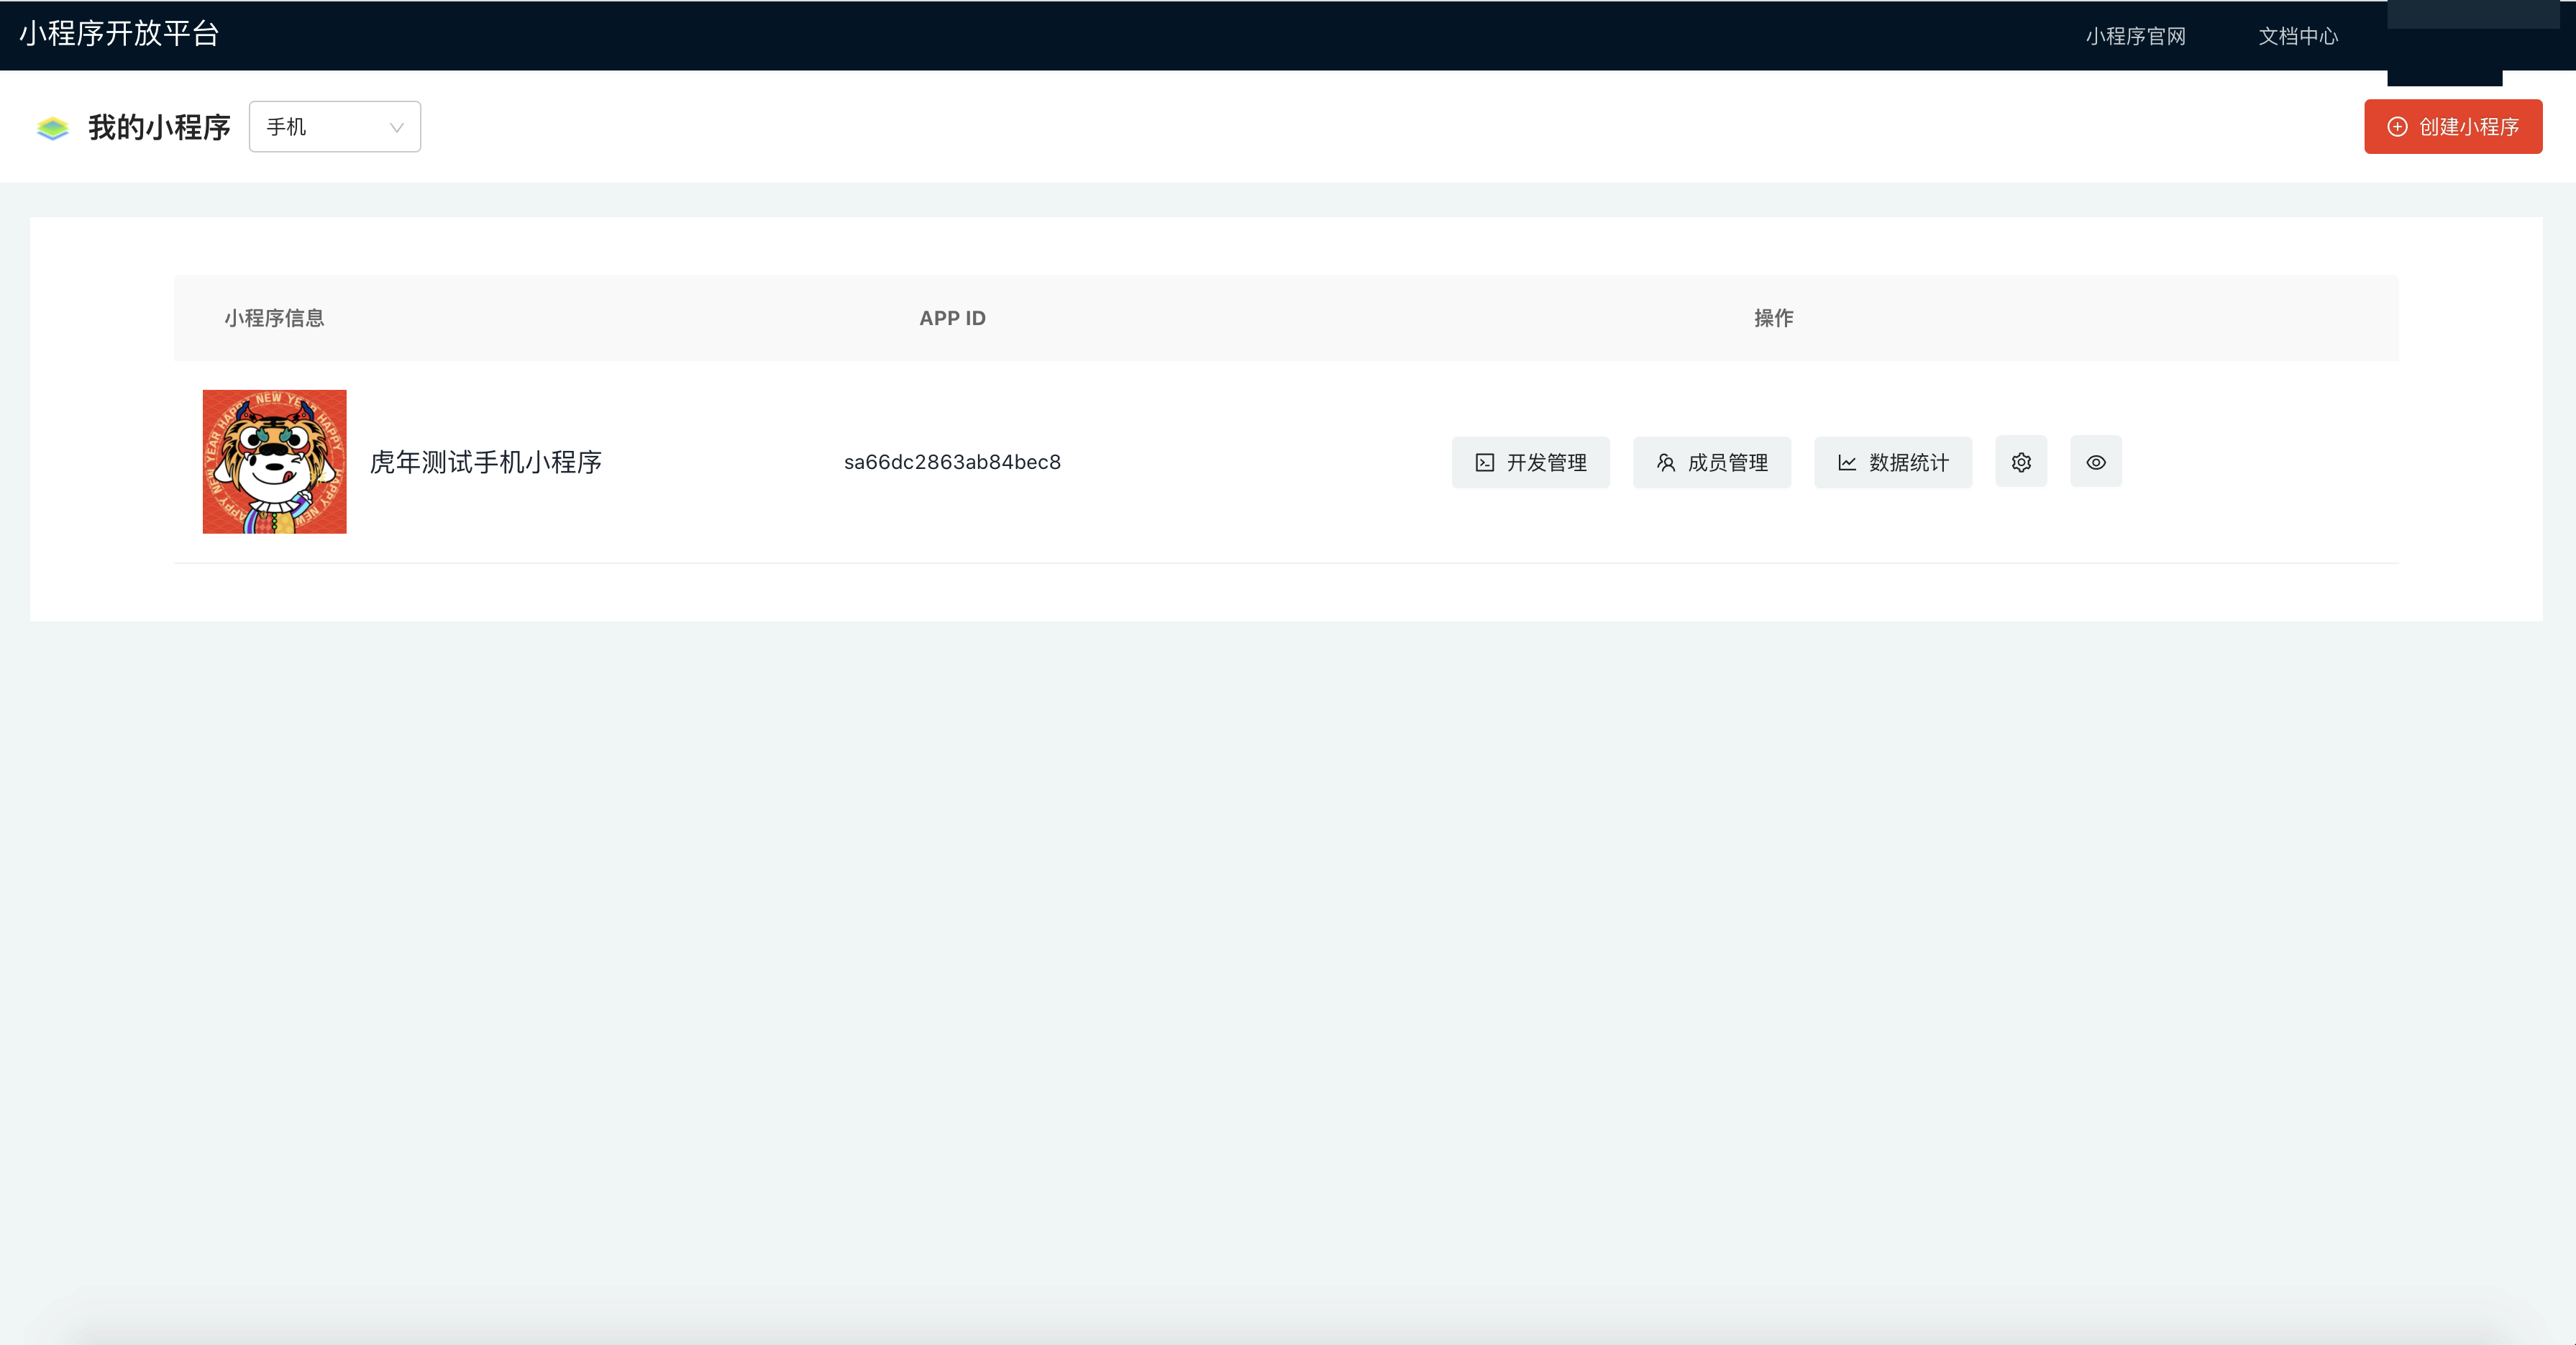 小程序开放平台
小程序官网
文档中心
我的小程序
手机
创建小程序
小程序信息
APP ID
操作
HAPPY NEW YEAR HAPPY NEW YEAR HAPPY NEW
虎年测试手机小程序
sa66dc2863ab84bec8
开发管理
成员管理
数据统计